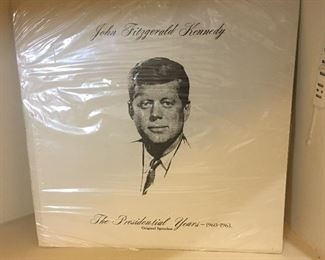 John Fitzgerald Kennedy
The Presidential Years—1960-1963
Original Speeches